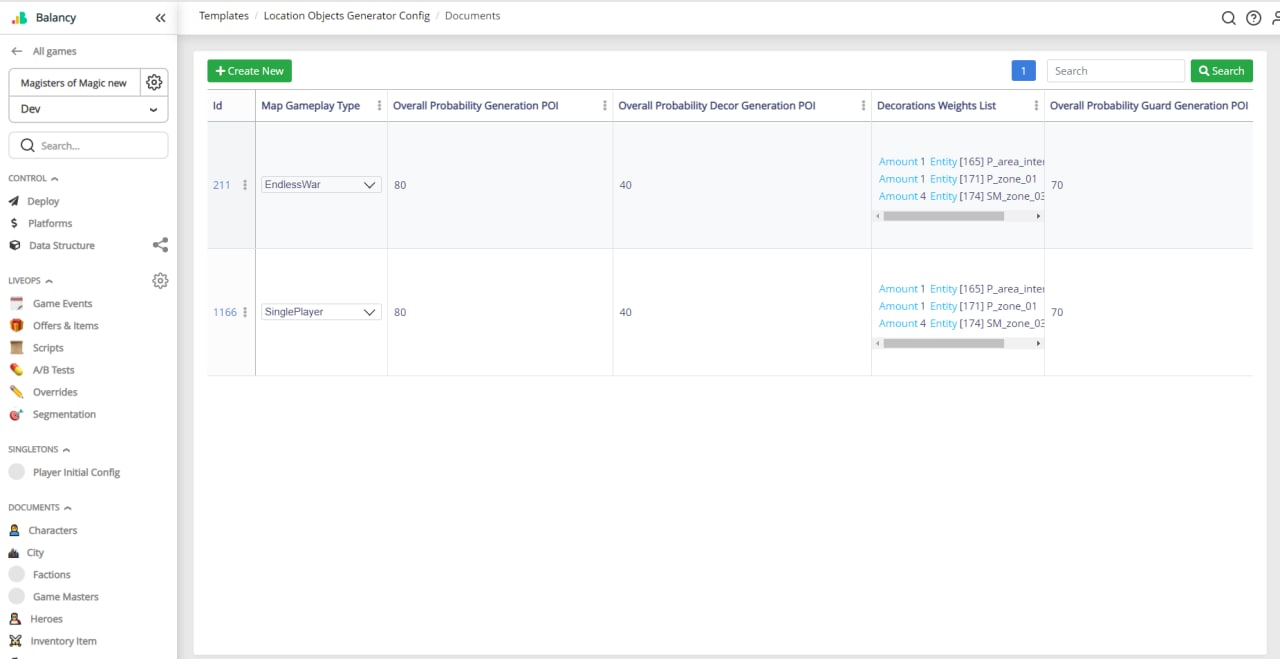 Balancy
Templates / Location Objects Generator Config / Documents
All games
Magisters of Magic new
Dev
Search...
CONTROL
Deploy
Platforms
Data Structure
LIVEOPS
Game Events
Offers & Items
Scripts
A/B Tests
Overrides
Segmentation
SINGLETONS
Player Initial Config
DOCUMENTS
Characters
City
Factions
Game Masters
Heroes
Inventory Item
+ Create New
1
Search
Search
Id Map Gameplay Type Overall Probability Generation POI Overall Probability Decor Generation POI Decorations Weights List Overall Probability Guard Generation POI
211 EndlessWar 80 40
Amount 1 Entity [165] P_area_inter
Amount 1 Entity [171] P_zone_01
Amount 4 Entity [174] SM_zone_03
70
1166 SinglePlayer 80 40
Amount 1 Entity [165] P_area_inter
Amount 1 Entity [171] P_zone_01
Amount 4 Entity [174] SM_zone_03
70